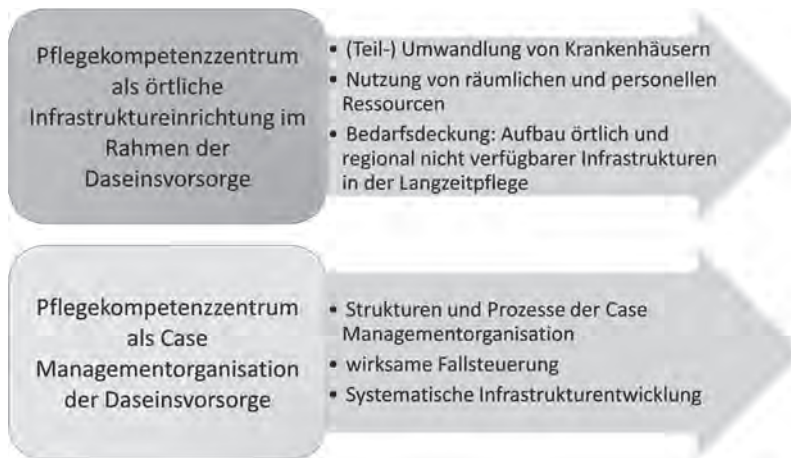 Pflegekompetenzzentrum
als örtliche
Infrastruktureinrichtung im
Rahmen der
Daseinsvorsorge
• (Teil-) Umwandlung von Krankenhäusern
• Nutzung von räumlichen und personellen
Ressourcen
• Bedarfsdeckung: Aufbau örtlich und
regional nicht verfügbarer Infrastrukturen
in der Langzeitpflege
Pflegekompetenzzentrum
als Case
Managementorganisation
der Daseinsvorsorge
• Strukturen und Prozesse der Case
Managementorganisation
• wirksame Fallsteuerung
• Systematische Infrastrukturentwicklung